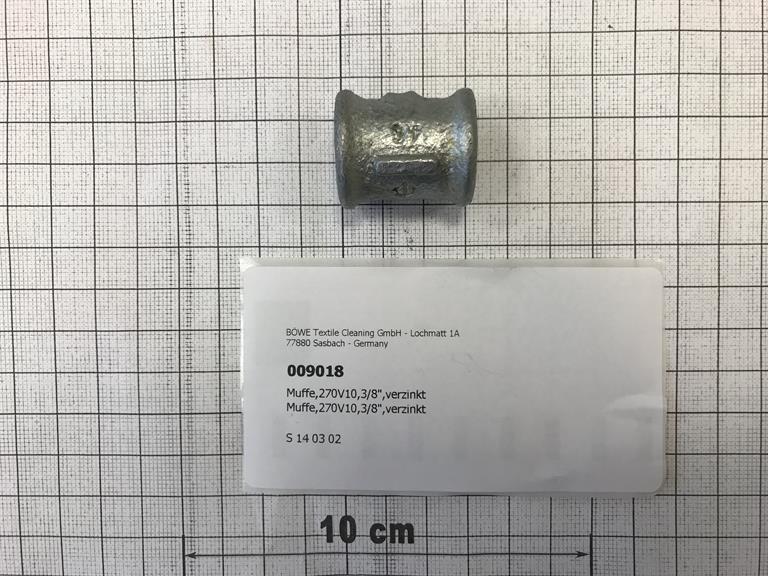 BÖWE Textile Cleaning GmbH - Lochmatt 1A
77880 Sasbach - Germany
009018
Muffe,270V10,3/8",verzinkt
Muffe,270V10,3/8",verzinkt
S 14 03 02
10 cm